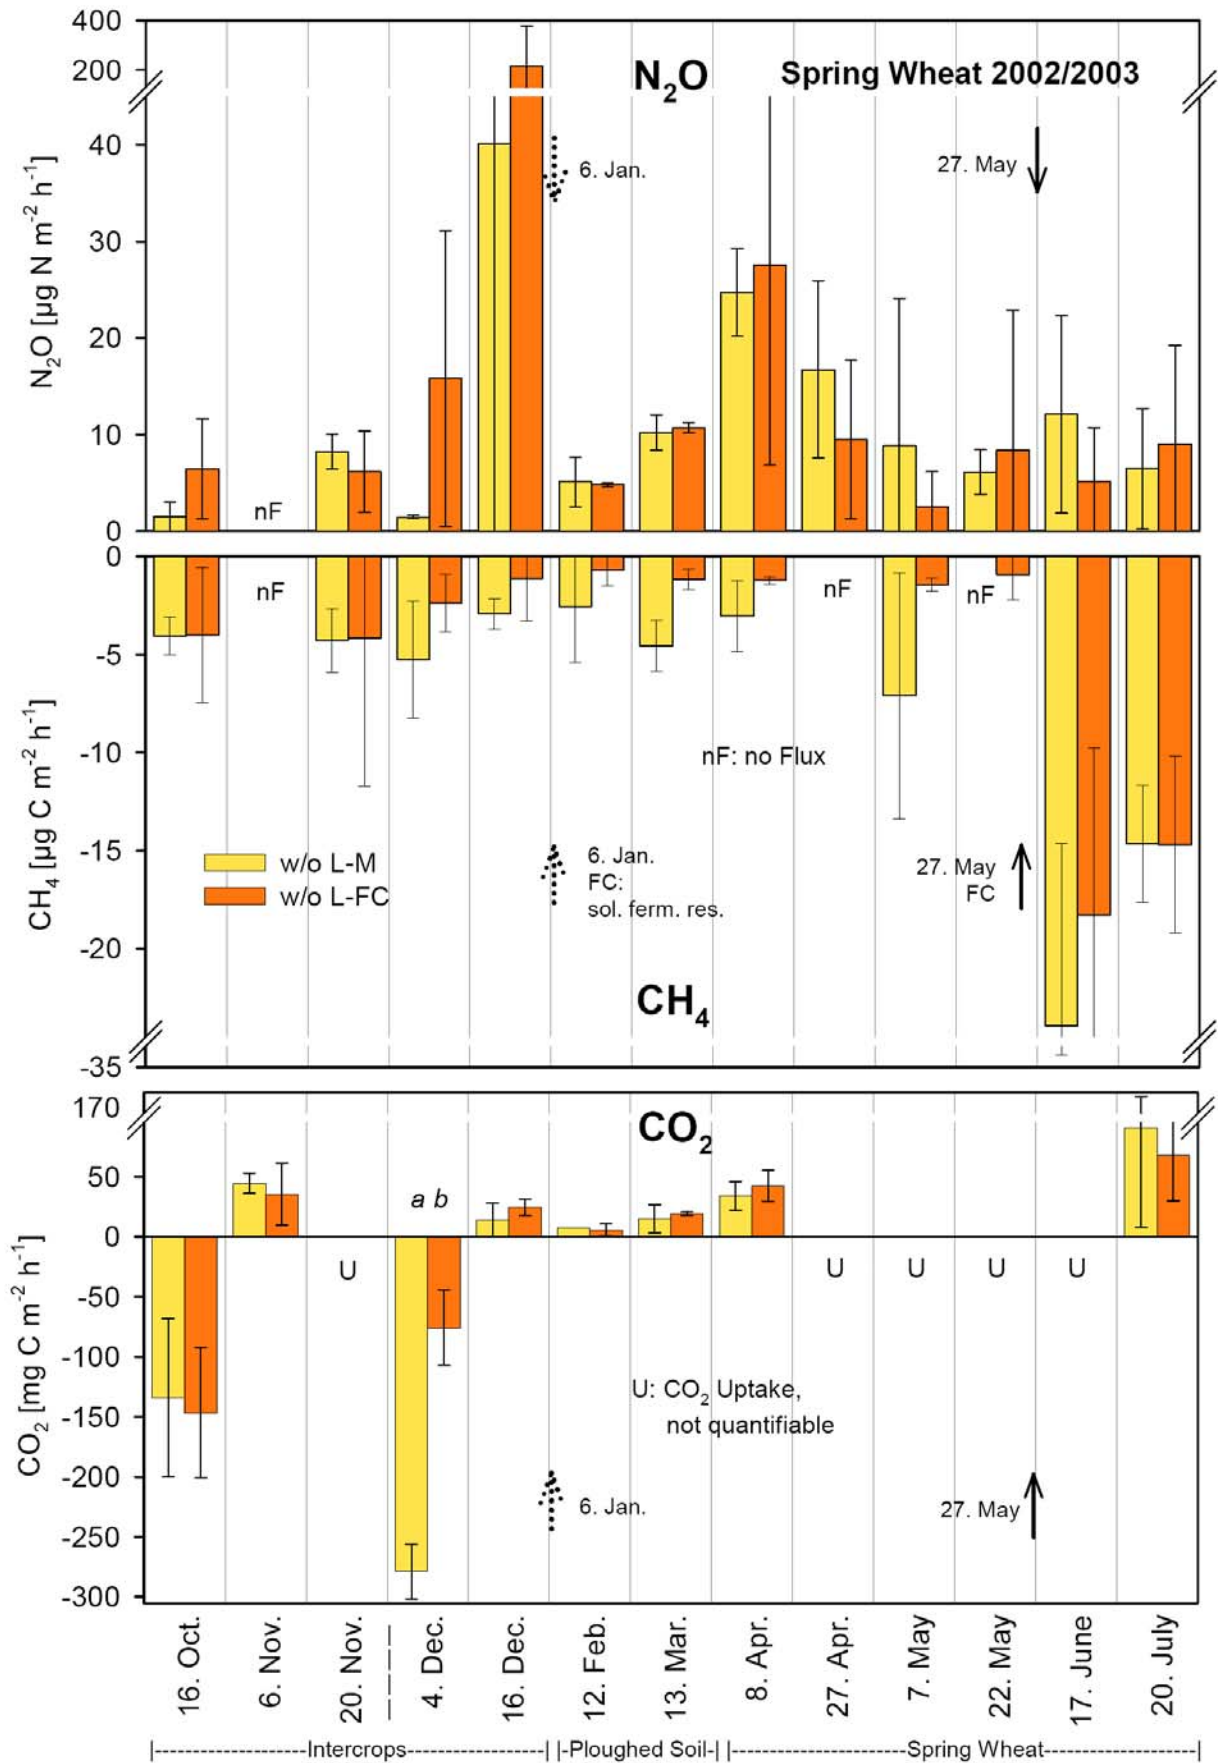 400
200
N₂O
Spring Wheat 2002/2003
40
6. Jan.
27. May
30
20
10
0
N₂O [µg N m⁻² h⁻¹]
nF
0
nF
nF
nF
-5
-10
nF: no Flux
-15
w/o L-M
w/o L-FC
6. Jan.
FC:
sol. ferm. res.
27. May
FC
-20
CH₄
-35
CH₄ [µg C m⁻² h⁻¹]
170
CO₂
50
a b
0
U
U
U
U
U
-50
-100
U: CO₂ Uptake,
not quantifiable
-150
-200
6. Jan.
27. May
-250
-300
CO₂ [mg C m⁻² h⁻¹]
16. Oct.
6. Nov.
20. Nov.
4. Dec.
16. Dec.
12. Feb.
13. Mar.
8. Apr.
27. Apr.
7. May
22. May
17. June
20. July
Intercrops
Ploughed Soil
Spring Wheat